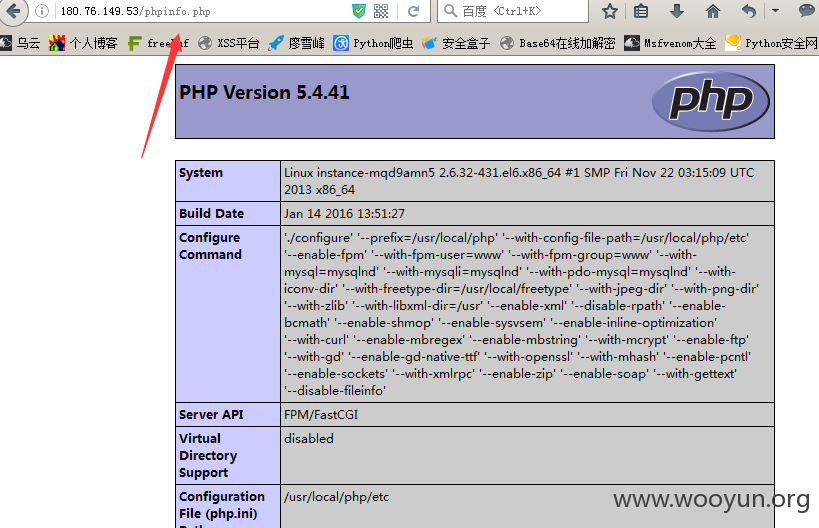 180.76.149.53/phpinfo.php
百度 <Ctrl+K>
乌云 个人博客 freebuf XSS平台 廖雪峰 Python爬虫 安全盒子 Base64在线加解密 Msfvenom大全 Python安全网
PHP Version 5.4.41
php
System
Linux instance-mqd9amn5 2.6.32-431.el6.x86_64 #1 SMP Fri Nov 22 03:15:09 UTC
2013 x86_64
Build Date
Jan 14 2016 13:51:27
Configure
Command
'./configure' '--prefix=/usr/local/php' '--with-config-file-path=/usr/local/php/etc'
'--enable-fpm' '--with-fpm-user=www' '--with-fpm-group=www' '--with-
mysql=mysqlnd' '--with-mysqli=mysqlnd' '--with-pdo-mysql=mysqlnd' '--with-
iconv-dir' '--with-freetype-dir=/usr/local/freetype' '--with-jpeg-dir' '--with-png-dir'
'--with-zlib' '--with-libxml-dir=/usr' '--enable-xml' '--disable-rpath' '--enable-
bcmath' '--enable-shmop' '--enable-sysvsem' '--enable-inline-optimization'
'--with-curl' '--enable-mbregex' '--enable-mbstring' '--with-mcrypt' '--enable-ftp'
'--with-gd' '--enable-gd-native-ttf' '--with-openssl' '--with-mhash' '--enable-pcntl'
'--enable-sockets' '--with-xmlrpc' '--enable-zip' '--enable-soap' '--with-gettext'
'--disable-fileinfo'
Server API
FPM/FastCGI
Virtual
Directory
Support
disabled
Configuration
File (php.ini)
/usr/local/php/etc
www.wooyun.org